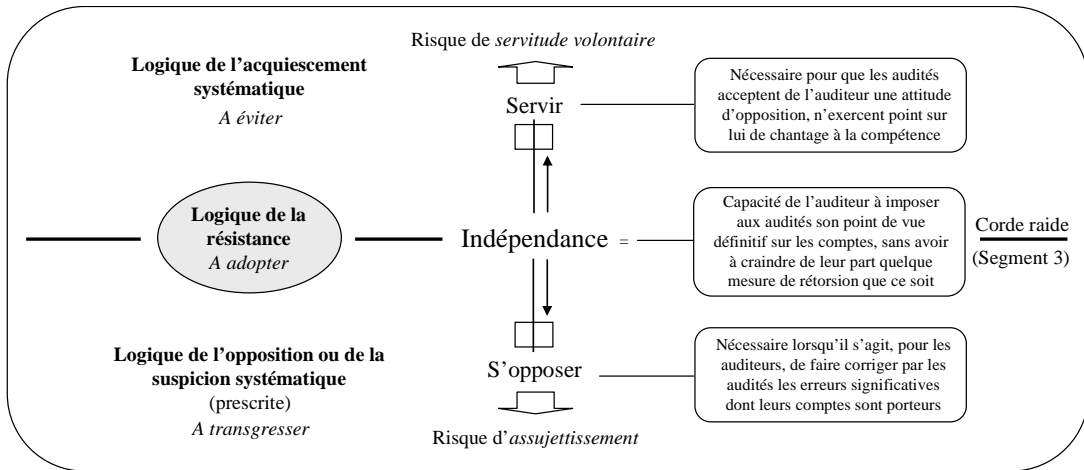 Risque de servitude volontaire
Logique de l’acquiescement
systématique
A éviter
Servir
Nécessaire pour que les audités
acceptent de l’auditeur une attitude
d’opposition, n’exercent point sur
lui de chantage à la compétence
Logique de la
résistance
A adopter
Indépendance =
Capacité de l’auditeur à imposer
aux audités son point de vue
définitif sur les comptes, sans avoir
à craindre de leur part quelque
mesure de rétorsion que ce soit
Corde raide
(Segment 3)
Logique de l’opposition ou de la
suspicion systématique
(prescrite)
A transgresser
S’opposer
Nécessaire lorsqu’il s’agit, pour les
auditeurs, de faire corriger par les
audités les erreurs significatives
dont leurs comptes sont porteurs
Risque d’assujettissement